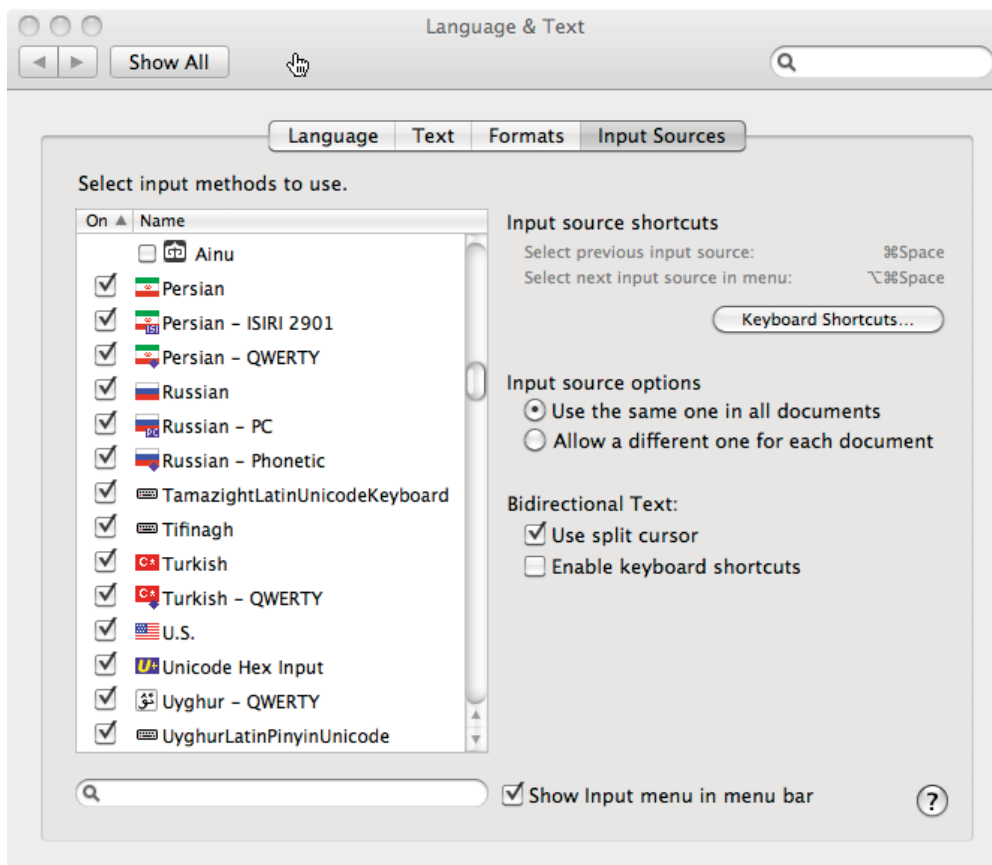 Language & Text
Show All
Language Text Formats Input Sources
Select input methods to use.
On Name
Ainu
Persian
Persian – ISIRI 2901
Persian – QWERTY
Russian
Russian – PC
Russian – Phonetic
TamazightLatinUnicodeKeyboard
Tifinagh
Turkish
Turkish – QWERTY
U.S.
Unicode Hex Input
Uyghur – QWERTY
UyghurLatinPinyinUnicode
Input source shortcuts
Select previous input source: ⌘Space
Select next input source in menu: ⌥⌘Space
Keyboard Shortcuts...
Input source options
Use the same one in all documents
Allow a different one for each document
Bidirectional Text:
Use split cursor
Enable keyboard shortcuts
Show Input menu in menu bar
?